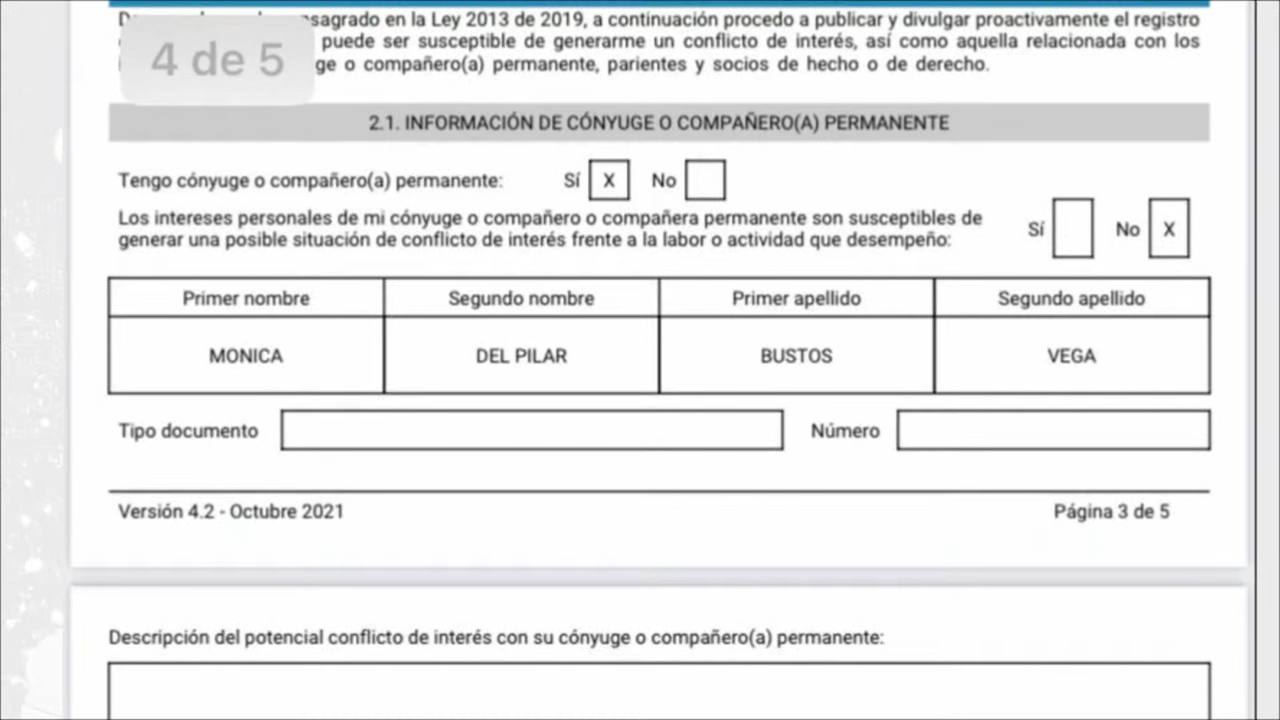 nsagrado en la Ley 2013 de 2019, a continuación procedo a publicar y divulgar proactivamente el registro
puede ser susceptible de generarme un conflicto de interés, así como aquella relacionada con los
ge o compañero(a) permanente, parientes y socios de hecho o de derecho.
4 de 5
2.1. INFORMACIÓN DE CÓNYUGE O COMPAÑERO(A) PERMANENTE
Tengo cónyuge o compañero(a) permanente: Sí X No
Los intereses personales de mi cónyuge o compañero o compañera permanente son susceptibles de
generar una posible situación de conflicto de interés frente a la labor o actividad que desempeño: Sí No X
Primer nombre Segundo nombre Primer apellido Segundo apellido
MONICA DEL PILAR BUSTOS VEGA
Tipo documento Número
Versión 4.2 - Octubre 2021 Página 3 de 5
Descripción del potencial conflicto de interés con su cónyuge o compañero(a) permanente: